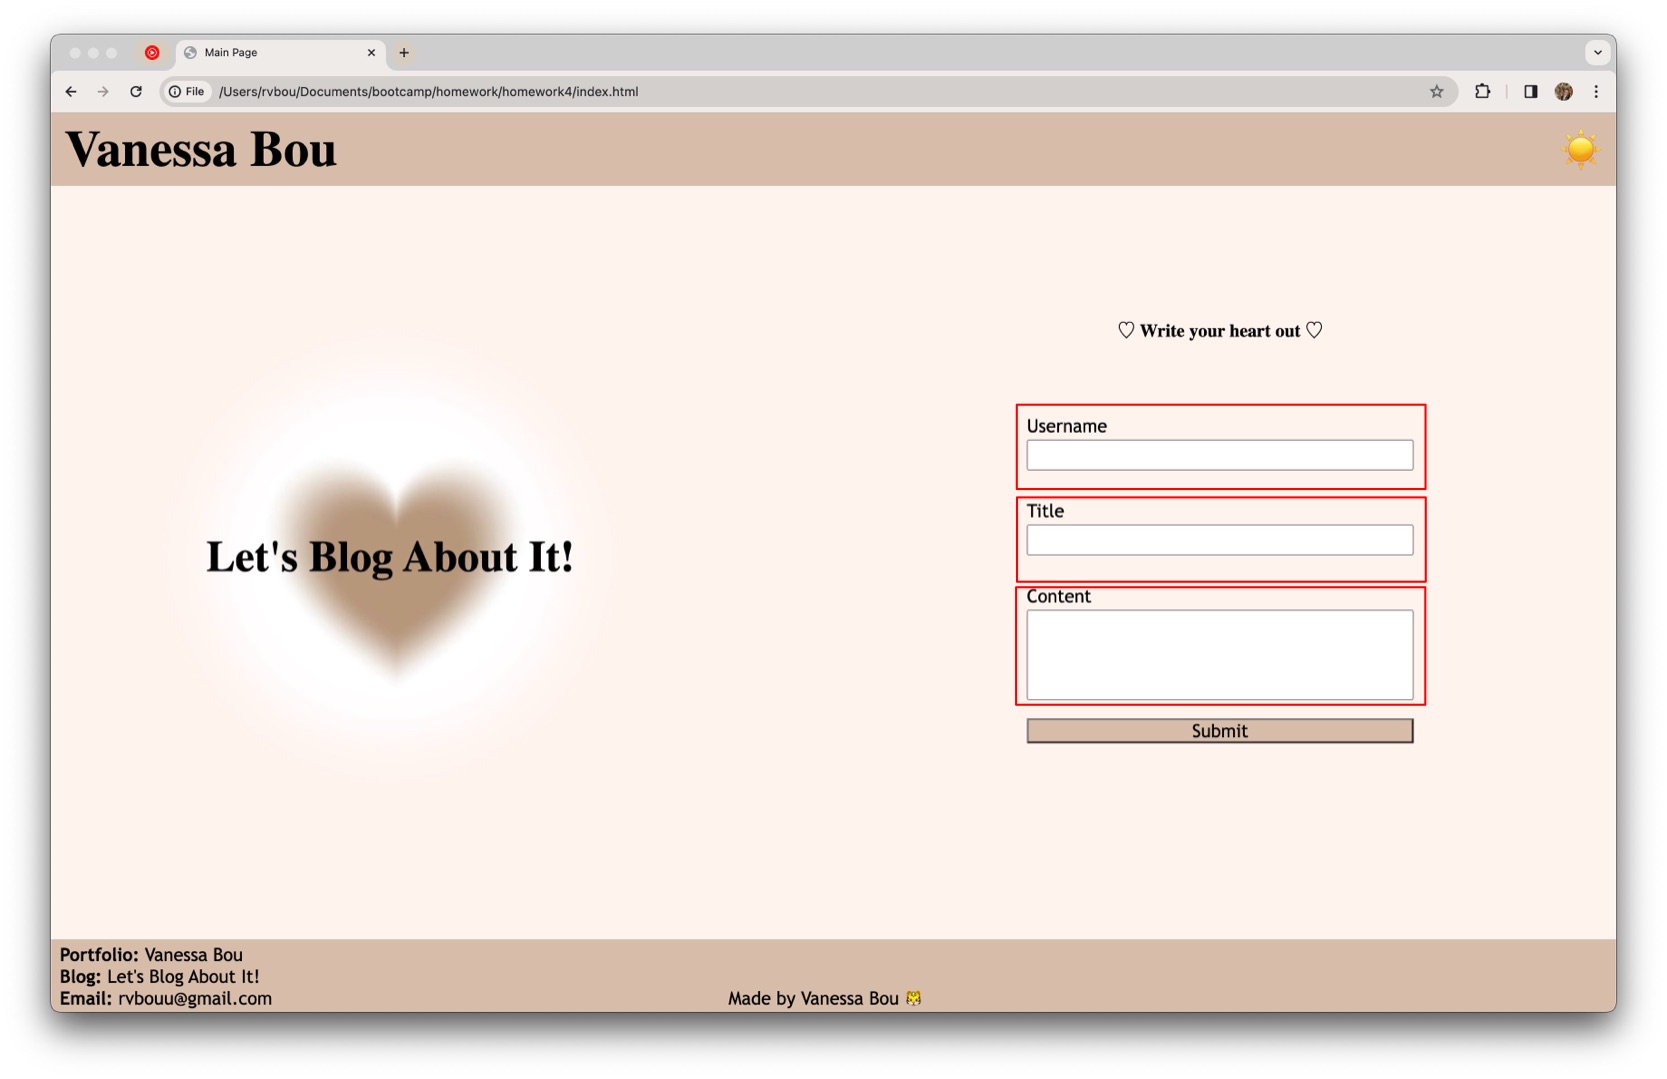 Main Page
File /Users/rvbou/Documents/bootcamp/homework/homework4/index.html
Vanessa Bou
♡ Write your heart out ♡
Username
Title
Let's Blog About It!
Content
Submit
Portfolio: Vanessa Bou
Blog: Let's Blog About It!
Email: rvbouu@gmail.com
Made by Vanessa Bou 🐯